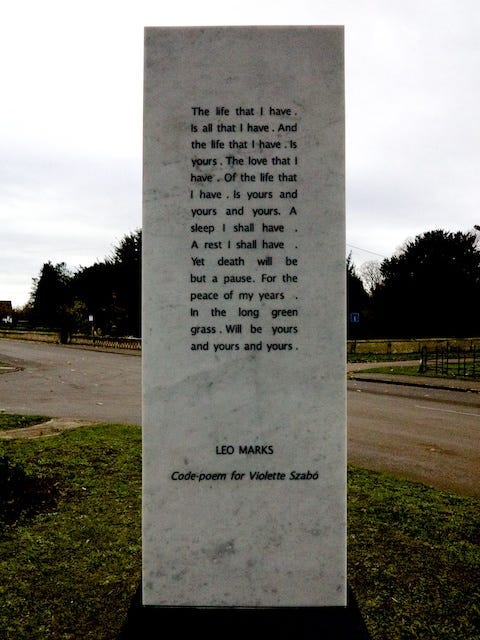 The life that I have .
Is all that I have . And
the life that I have . Is
yours . The love that I
have . Of the life that
I have . Is yours and
yours and yours. A
sleep I shall have .
A rest I shall have .
Yet death will be
but a pause. For the
peace of my years .
In the long green
grass . Will be yours
and yours and yours .
LEO MARKS
Code-poem for Violette Szabó